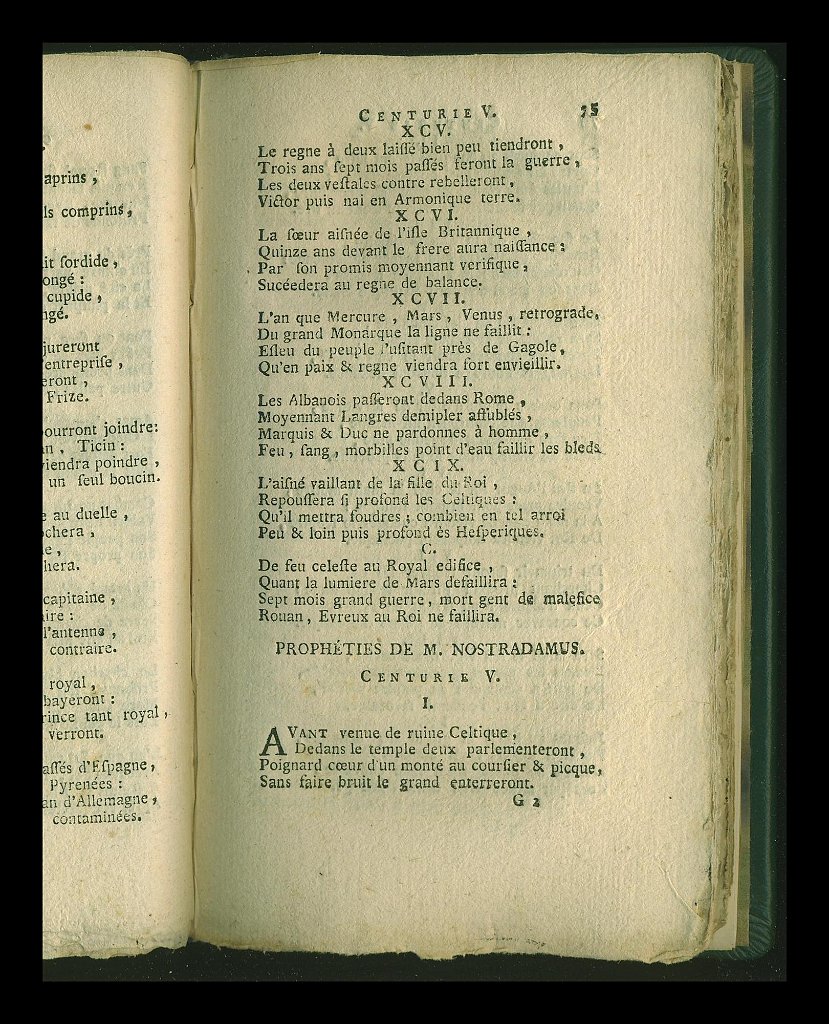 aprins ;
ls comprins,
it sordide,
ongé :
cupide,
ngé.
jureront
entreprise,
eront,
Frize.
ourront joindre:
n, Ticin :
viendra poindre,
un seul boucin.
e au duelle,
ochera,
le,
hera.
capitaine,
ire :
l'antenne,
contraire.
royal,
bayeront :
rince tant royal,
verront.
assés d'Espagne,
Pyrenées :
an d'Allemagne,
contaminées.
CENTURIE V. 75
XCV.
Le regne à deux laissé bien peu tiendront,
Trois ans sept mois passés feront la guerre,
Les deux vestales contre rebelleront,
Victor puis nai en Armonique terre.
XCVI.
La sœur aisnée de l'isle Britannique,
Quinze ans devant le frere aura naissance :
Par son promis moyennant verifique,
Sucéedera au regne de balance.
XCVII.
L'an que Mercure, Mars, Venus, retrograde,
Du grand Monarque la ligne ne faillit :
Esleu du peuple l'usitant près de Gagole,
Qu'en paix & regne viendra fort envieillir.
XCVIII.
Les Albanois passeront dedans Rome,
Moyennant Langres demipler affublés,
Marquis & Duc ne pardonnes à homme,
Feu, sang, morbilles point d'eau faillir les bleds.
XCIX.
L'aisné vaillant de la fille du Roi,
Repoussera si profond les Celtiques :
Qu'il mettra foudres ; combien en tel arroi
Peu & loin puis profond ès Hesperiques.
C.
De feu celeste au Royal edifice,
Quant la lumiere de Mars defaillira :
Sept mois grand guerre, mort gent de malefice
Rouan, Evreux au Roi ne faillira.
PROPHÉTIES DE M. NOSTRADAMUS.
CENTURIE V.
I.
AVANT venue de ruine Celtique,
Dedans le temple deux parlementeront,
Poignard cœur d'un monté au coursier & picque,
Sans faire bruit le grand enterreront.
G 2